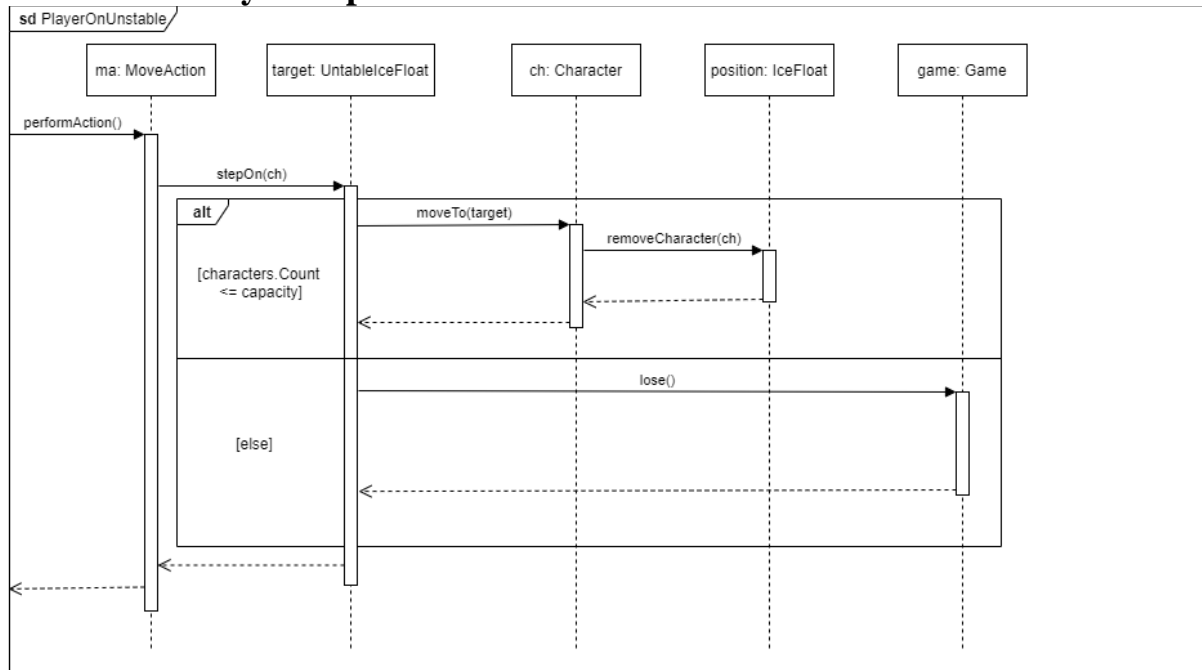 sd PlayerOnUnstable
ma: MoveAction
target: UntableIceFloat
ch: Character
position: IceFloat
game: Game
performAction()
stepOn(ch)
alt
moveTo(target)
removeCharacter(ch)
[characters.Count
<= capacity]
lose()
[else]